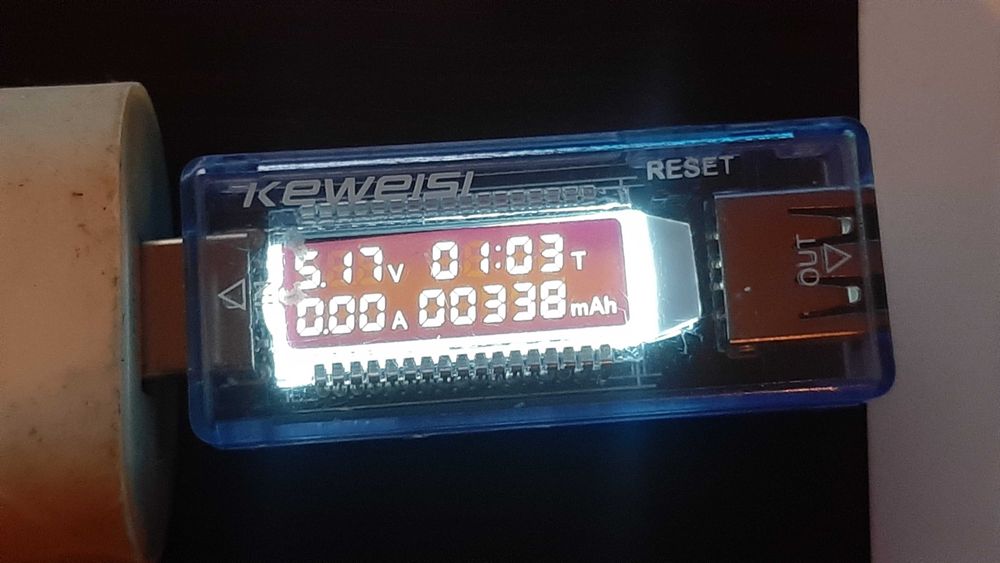 KEWEISI
RESET
5.17V 01:03T
0.00A 00338mAh
OUT